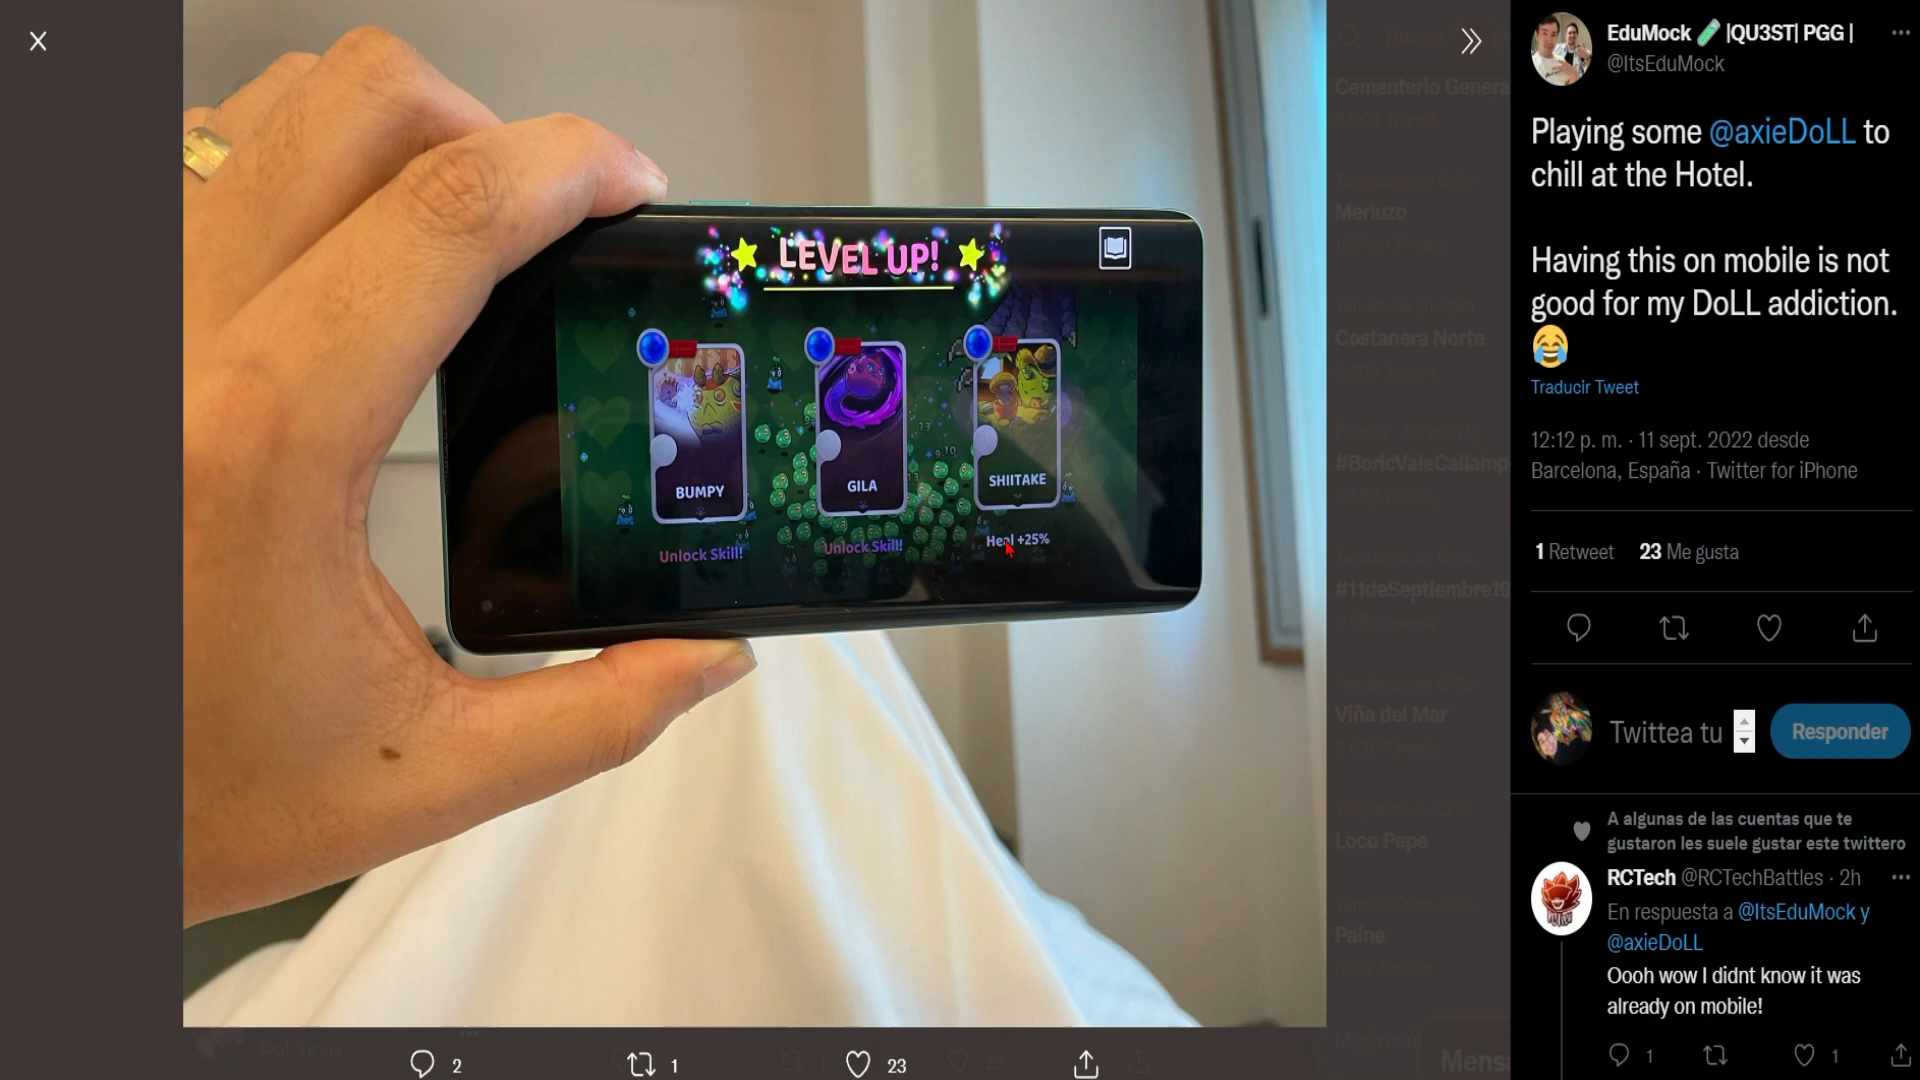 LEVEL UP!
BUMPY
GILA
SHIITAKE
Unlock Skill!
Unlock Skill!
Heal +25%
2
1
23
Cementerio Genera
Merluzo
Costanera Norte
#BoricValeCallamp
#11deSeptiembre19
Viña del Mar
Loco Pepe
Paine
Mensa
EduMock |QU3ST| PGG |
@ItsEduMock
Playing some @axieDoLL to
chill at the Hotel.
Having this on mobile is not
good for my DoLL addiction.
Traducir Tweet
12:12 p. m. · 11 sept. 2022 desde
Barcelona, España · Twitter for iPhone
1 Retweet 23 Me gusta
Twittea tu
Responder
A algunas de las cuentas que te
gustaron les suele gustar este twittero
RCTech @RCTechBattles · 2h
En respuesta a @ItsEduMock y
@axieDoLL
Oooh wow I didnt know it was
already on mobile!
1
1